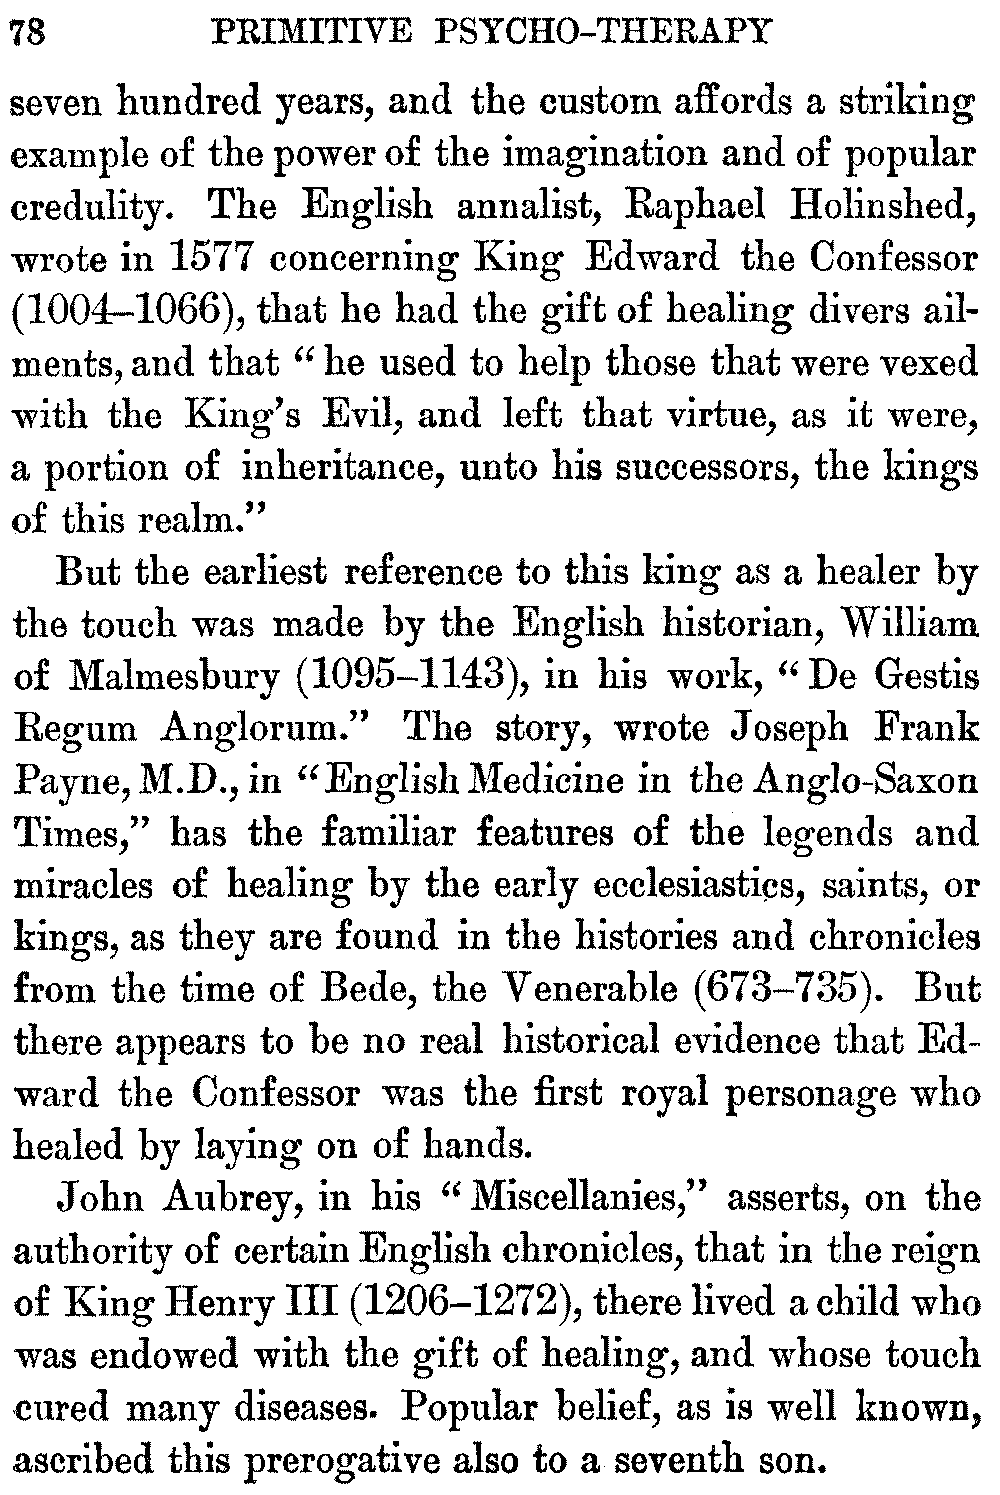 78 PRIMITIVE PSYCHO-THERAPY
seven hundred years, and the custom affords a striking
example of the power of the imagination and of popular
credulity. The English annalist, Raphael Holinshed,
wrote in 1577 concerning King Edward the Confessor
(1004–1066), that he had the gift of healing divers ail-
ments, and that “ he used to help those that were vexed
with the King’s Evil, and left that virtue, as it were,
a portion of inheritance, unto his successors, the kings
of this realm.”
But the earliest reference to this king as a healer by
the touch was made by the English historian, William
of Malmesbury (1095–1143), in his work, “ De Gestis
Regum Anglorum.” The story, wrote Joseph Frank
Payne, M.D., in “English Medicine in the Anglo-Saxon
Times,” has the familiar features of the legends and
miracles of healing by the early ecclesiastics, saints, or
kings, as they are found in the histories and chronicles
from the time of Bede, the Venerable (673–735). But
there appears to be no real historical evidence that Ed-
ward the Confessor was the first royal personage who
healed by laying on of hands.
John Aubrey, in his “ Miscellanies,” asserts, on the
authority of certain English chronicles, that in the reign
of King Henry III (1206–1272), there lived a child who
was endowed with the gift of healing, and whose touch
cured many diseases. Popular belief, as is well known,
ascribed this prerogative also to a seventh son.